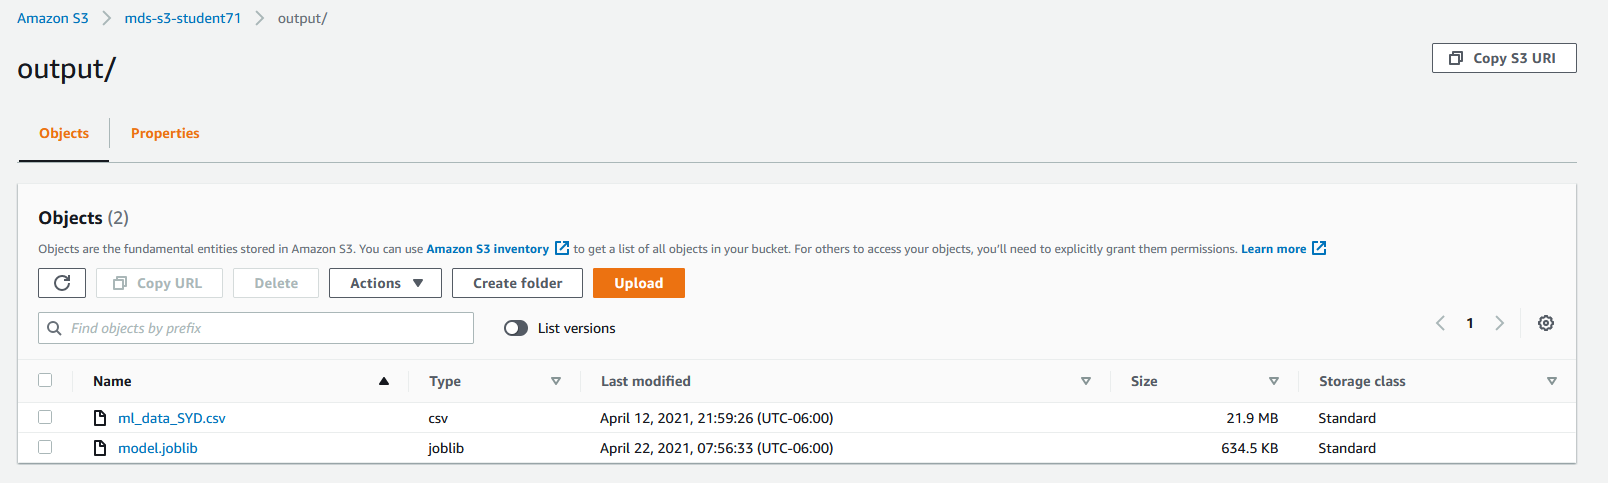 Amazon S3 > mds-s3-student71 > output/
output/
Copy S3 URI
Objects Properties
Objects (2)
Objects are the fundamental entities stored in Amazon S3. You can use Amazon S3 inventory to get a list of all objects in your bucket. For others to access your objects, you'll need to explicitly grant them permissions. Learn more
Copy URL Delete Actions Create folder Upload
Find objects by prefix List versions 1
Name Type Last modified Size Storage class
ml_data_SYD.csv csv April 12, 2021, 21:59:26 (UTC-06:00) 21.9 MB Standard
model.joblib joblib April 22, 2021, 07:56:33 (UTC-06:00) 634.5 KB Standard